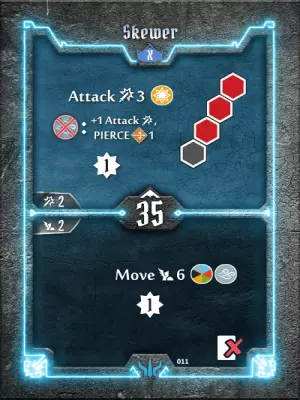 Skewer
X
Attack 3
+1 Attack,
PIERCE 1
1
2
35
2
Move 6
1
011